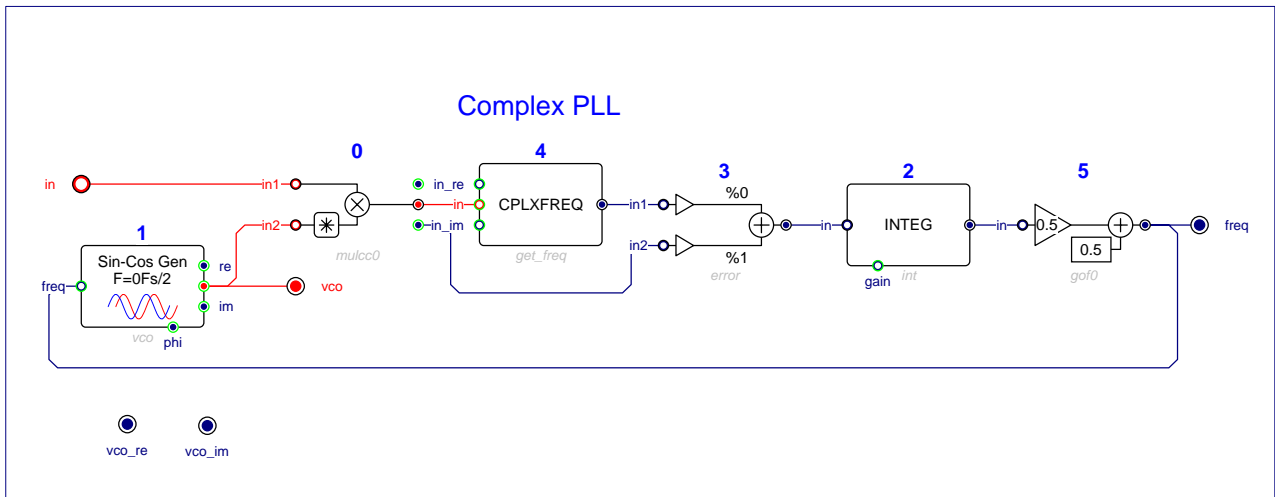 Complex PLL
0
4
3
2
5
in
in1
in_re
in
in_im
CPLXFREQ
get_freq
in1
%0
in2
%1
error
in
INTEG
int
gain
in
0.5
0.5
gof0
freq
in2
mulcc0
1
Sin-Cos Gen
F=0Fs/2
re
im
freq
vco
phi
vco
vco_re
vco_im